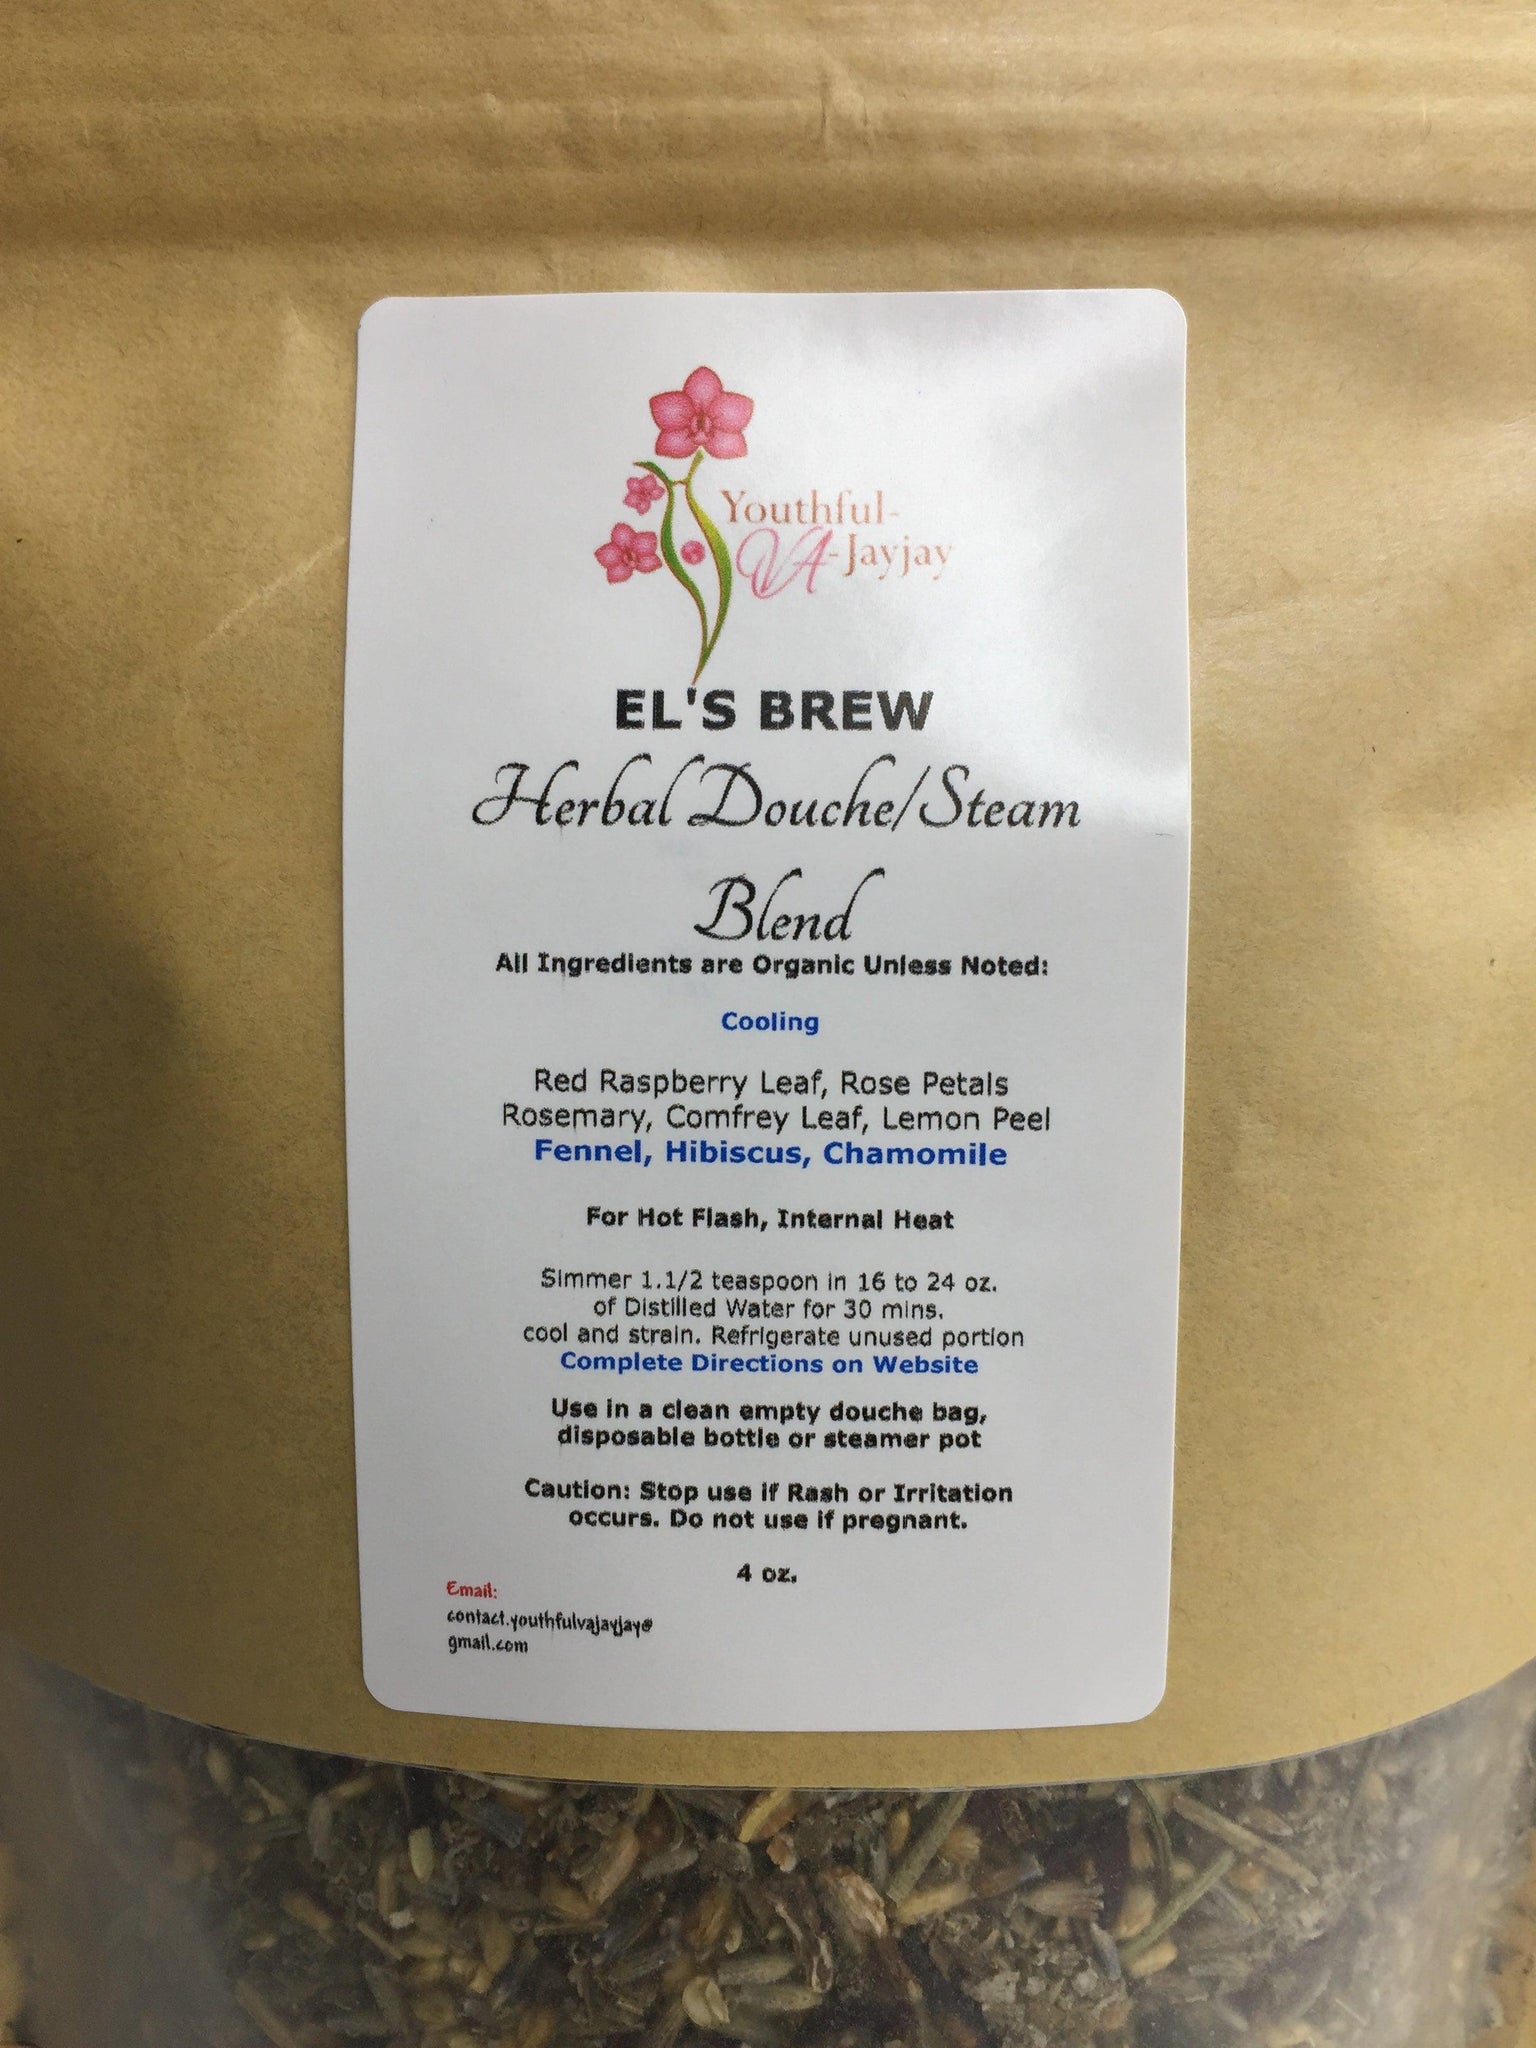 Youthful-
VA-Jayjay
EL'S BREW
Herbal Douche/Steam
Blend
All Ingredients are Organic Unless Noted:
Cooling
Red Raspberry Leaf, Rose Petals
Rosemary, Comfrey Leaf, Lemon Peel
Fennel, Hibiscus, Chamomile
For Hot Flash, Internal Heat
Simmer 1.1/2 teaspoon in 16 to 24 oz.
of Distilled Water for 30 mins.
cool and strain. Refrigerate unused portion
Complete Directions on Website
Use in a clean empty douche bag,
disposable bottle or steamer pot
Caution: Stop use if Rash or Irritation
occurs. Do not use if pregnant.
4 oz.
Email:
contact.youthfulvajayjay@
gmail.com